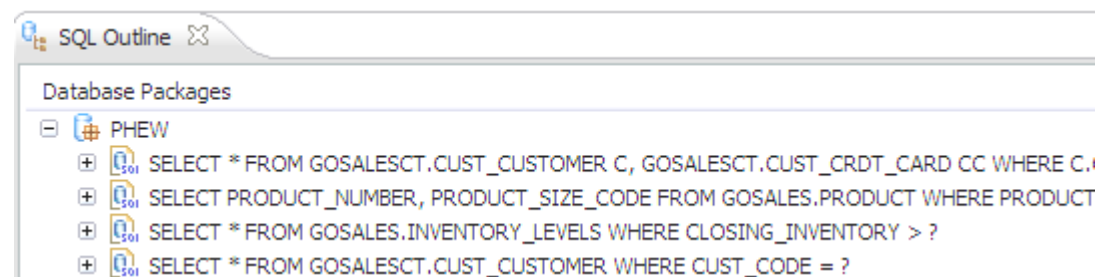 SQL Outline
Database Packages
PHEW
SELECT * FROM GOSALESCT.CUST_CUSTOMER C, GOSALESCT.CUST_CRDT_CARD CC WHERE C.
SELECT PRODUCT_NUMBER, PRODUCT_SIZE_CODE FROM GOSALES.PRODUCT WHERE PRODUCT
SELECT * FROM GOSALES.INVENTORY_LEVELS WHERE CLOSING_INVENTORY > ?
SELECT * FROM GOSALESCT.CUST_CUSTOMER WHERE CUST_CODE = ?